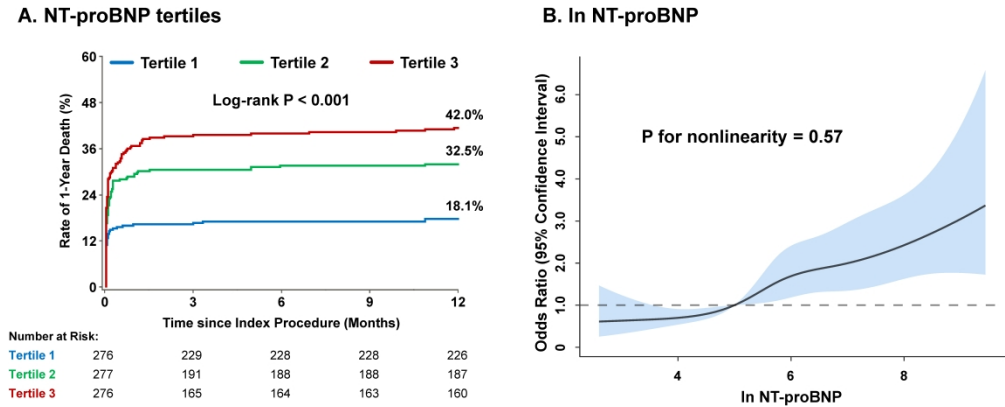 A. NT-proBNP tertiles
Tertile 1 Tertile 2 Tertile 3
Log-rank P < 0.001
42.0%
32.5%
18.1%
Rate of 1-Year Death (%)
60
48
36
24
12
0
0 3 6 9 12
Time since Index Procedure (Months)
Number at Risk:
Tertile 1 276 229 228 228 226
Tertile 2 277 191 188 188 187
Tertile 3 276 165 164 163 160
B. ln NT-proBNP
P for nonlinearity = 0.57
Odds Ratio (95% Confidence Interval)
6.0
5.0
4.0
3.0
2.0
1.0
0
4 6 8
ln NT-proBNP